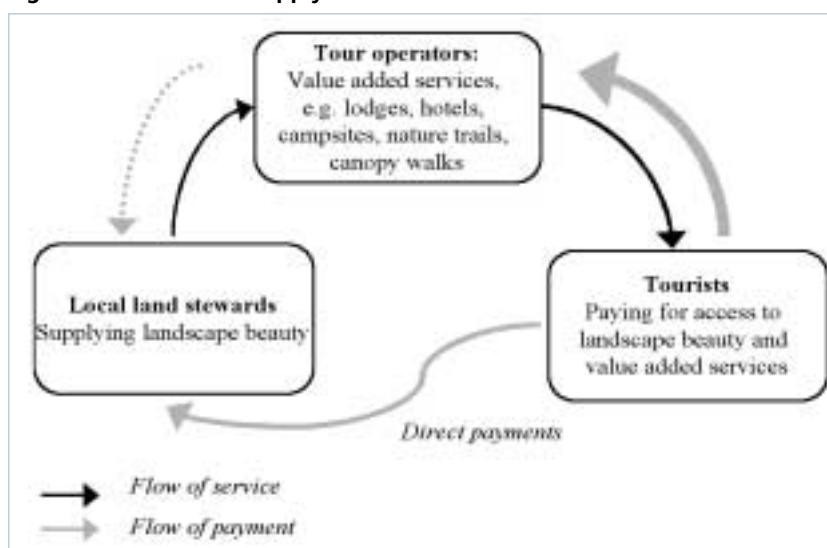 Tour operators:
Value added services,
e.g. lodges, hotels,
campsites, nature trails,
canopy walks
Local land stewards
Supplying landscape beauty
Tourists
Paying for access to
landscape beauty and
value added services
Direct payments
Flow of service
Flow of payment